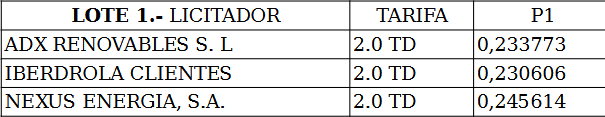 LOTE 1.- LICITADOR TARIFA P1
ADX RENOVABLES S. L 2.0 TD 0,233773
IBERDROLA CLIENTES 2.0 TD 0,230606
NEXUS ENERGIA, S.A. 2.0 TD 0,245614